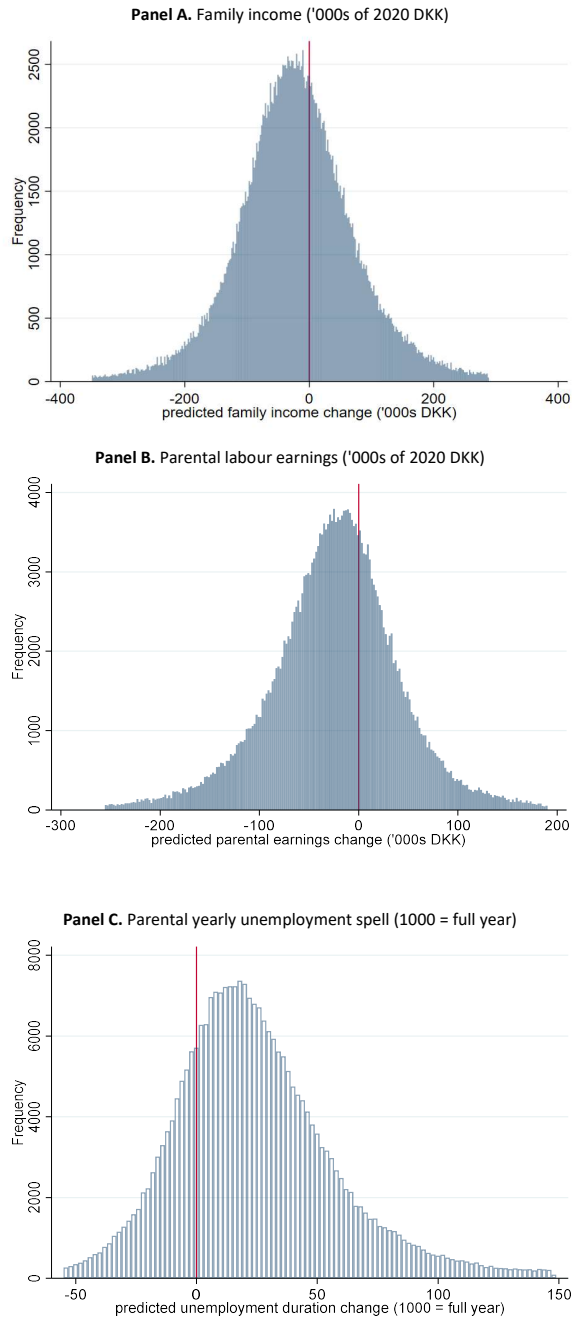 Panel A. Family income ('000s of 2020 DKK)
Frequency
2500
2000
1500
1000
500
0
-400 -200 0 200 400
predicted family income change ('000s DKK)
Panel B. Parental labour earnings ('000s of 2020 DKK)
Frequency
4000
3000
2000
1000
0
-300 -200 -100 0 100 200
predicted parental earnings change ('000s DKK)
Panel C. Parental yearly unemployment spell (1000 = full year)
Frequency
8000
6000
4000
2000
0
-50 0 50 100 150
predicted unemployment duration change (1000 = full year)